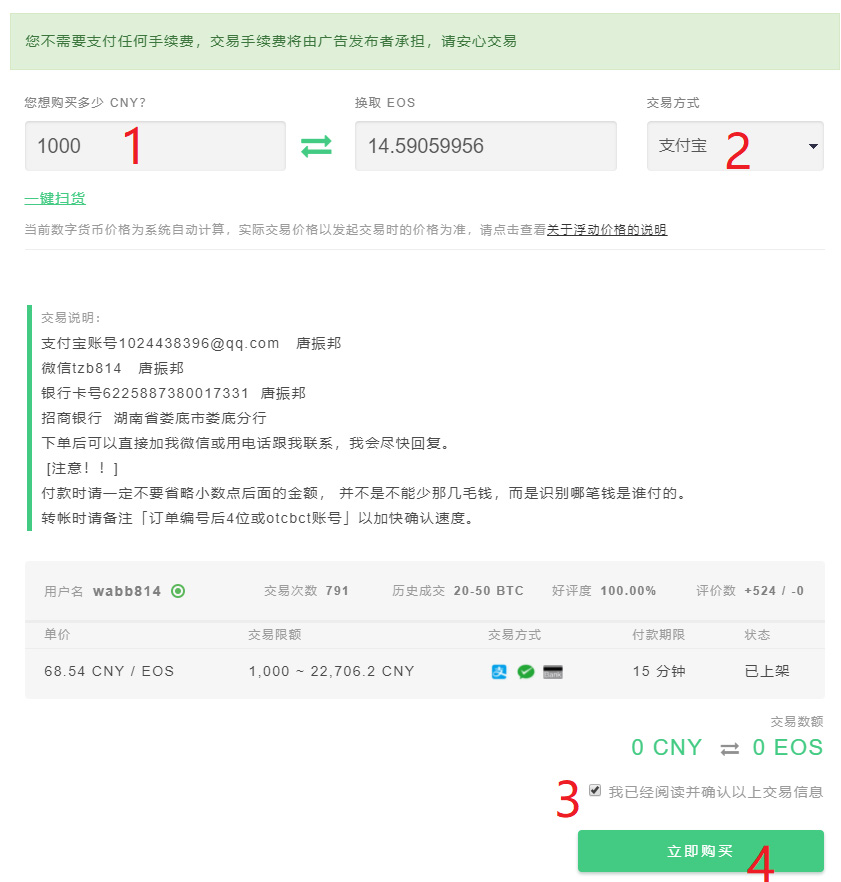 您不需要支付任何手续费，交易手续费将由广告发布者承担，请安心交易
您想购买多少 CNY? 换取 EOS 交易方式
1000 1 14.59059956 支付宝 2
一键扫货
当前数字货币价格为系统自动计算，实际交易价格以发起交易时的价格为准，请点击查看关于浮动价格的说明
交易说明：
支付宝账号1024438396@qq.com 唐振邦
微信tzb814 唐振邦
银行卡号6225887380017331 唐振邦
招商银行 湖南省娄底市娄底分行
下单后可以直接加我微信或用电话跟我联系，我会尽快回复。
[注意！！]
付款时请一定不要省略小数点后面的金额， 并不是不能少那几毛钱，而是识别哪笔钱是谁付的。
转帐时请备注「订单编号后4位或otcbct账号」以加快确认速度。
用户名 wabb814 交易次数 791 历史成交 20-50 BTC 好评度 100.00% 评价数 +524 / -0
单价 交易限额 交易方式 付款期限 状态
68.54 CNY / EOS 1,000 ~ 22,706.2 CNY Bank 15 分钟 已上架
交易数额
0 CNY 0 EOS
3 我已经阅读并确认以上交易信息
立即购买 4